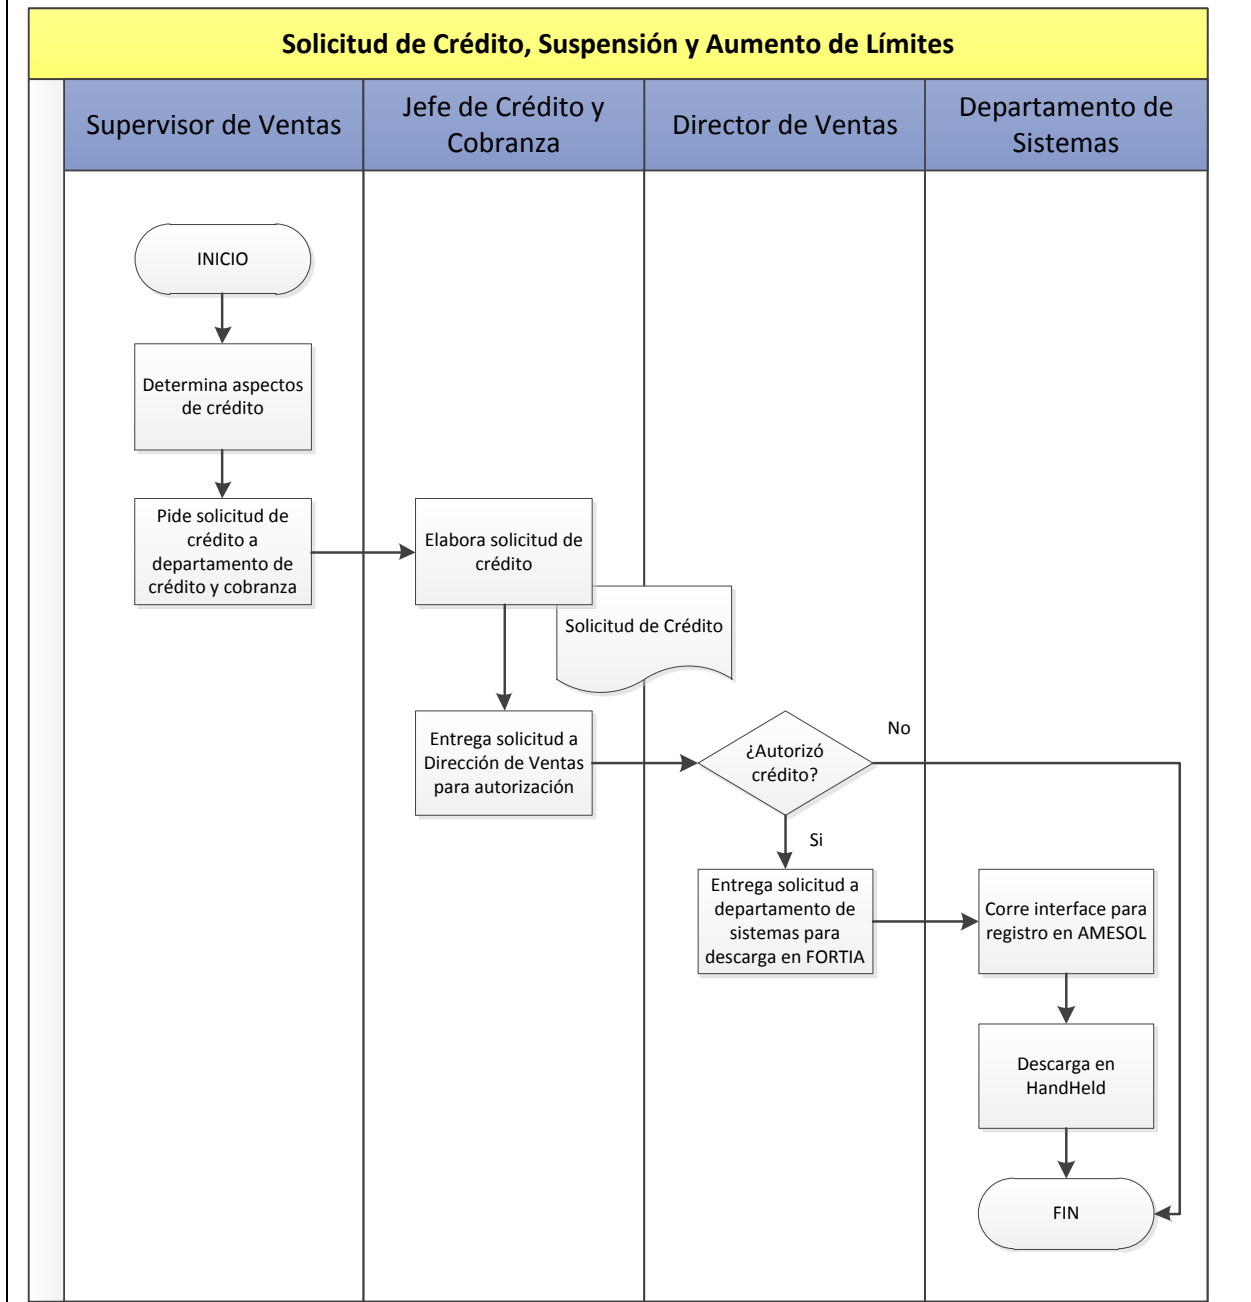 Solicitud de Crédito, Suspensión y Aumento de Límites
Supervisor de Ventas
Jefe de Crédito y
Cobranza
Director de Ventas
Departamento de
Sistemas
INICIO
Determina aspectos
de crédito
Pide solicitud de
crédito a
departamento de
crédito y cobranza
Elabora solicitud de
crédito
Solicitud de Crédito
Entrega solicitud a
Dirección de Ventas
para autorización
¿Autorizó
crédito?
No
Si
Entrega solicitud a
departamento de
sistemas para
descarga en FORTIA
Corre interface para
registro en AMESOL
Descarga en
HandHeld
FIN